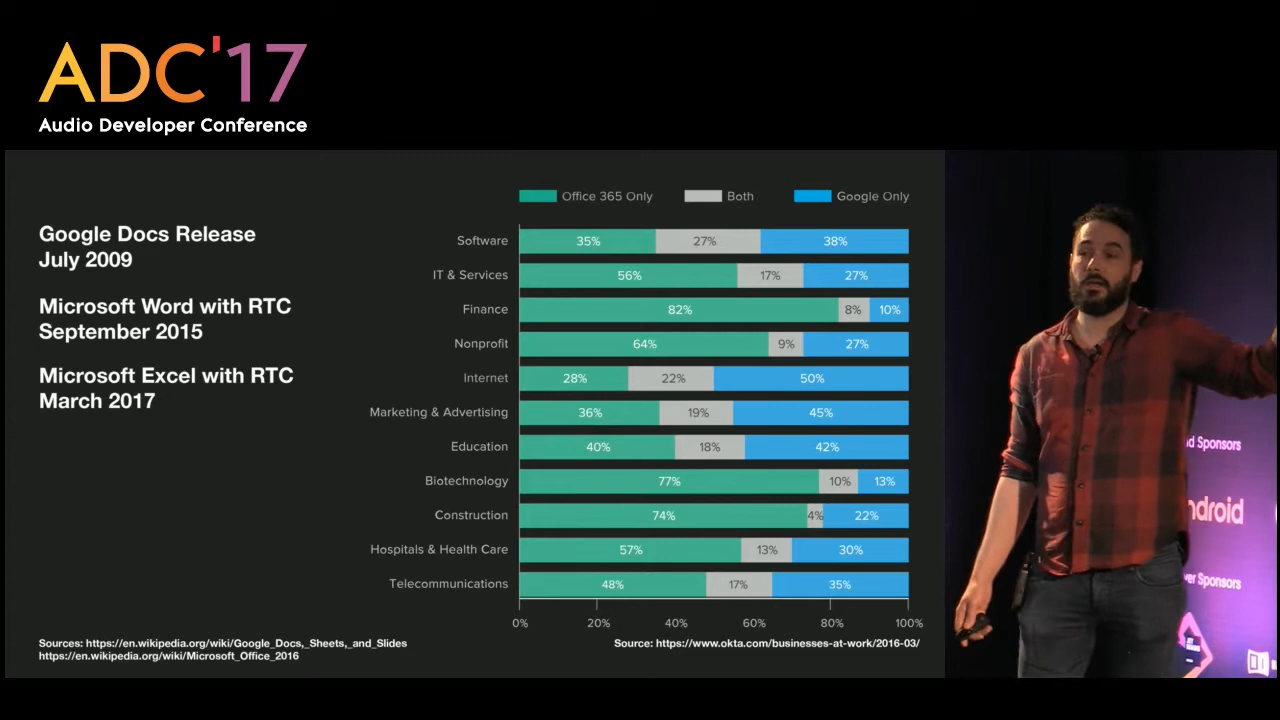 ADC'17
Audio Developer Conference
Office 365 Only
Both
Google Only
Google Docs Release
July 2009
Microsoft Word with RTC
September 2015
Microsoft Excel with RTC
March 2017
Software 35% 27% 38%
IT & Services 56% 17% 27%
Finance 82% 8% 10%
Nonprofit 64% 9% 27%
Internet 28% 22% 50%
Marketing & Advertising 36% 19% 45%
Education 40% 18% 42%
Biotechnology 77% 10% 13%
Construction 74% 4% 22%
Hospitals & Health Care 57% 13% 30%
Telecommunications 48% 17% 35%
0% 20% 40% 60% 80% 100%
Sources: https://en.wikipedia.org/wiki/Google_Docs,_Sheets,_and_Slides
https://en.wikipedia.org/wiki/Microsoft_Office_2016
Source: https://www.okta.com/businesses-at-work/2016-03/
Sponsors
Sponsors